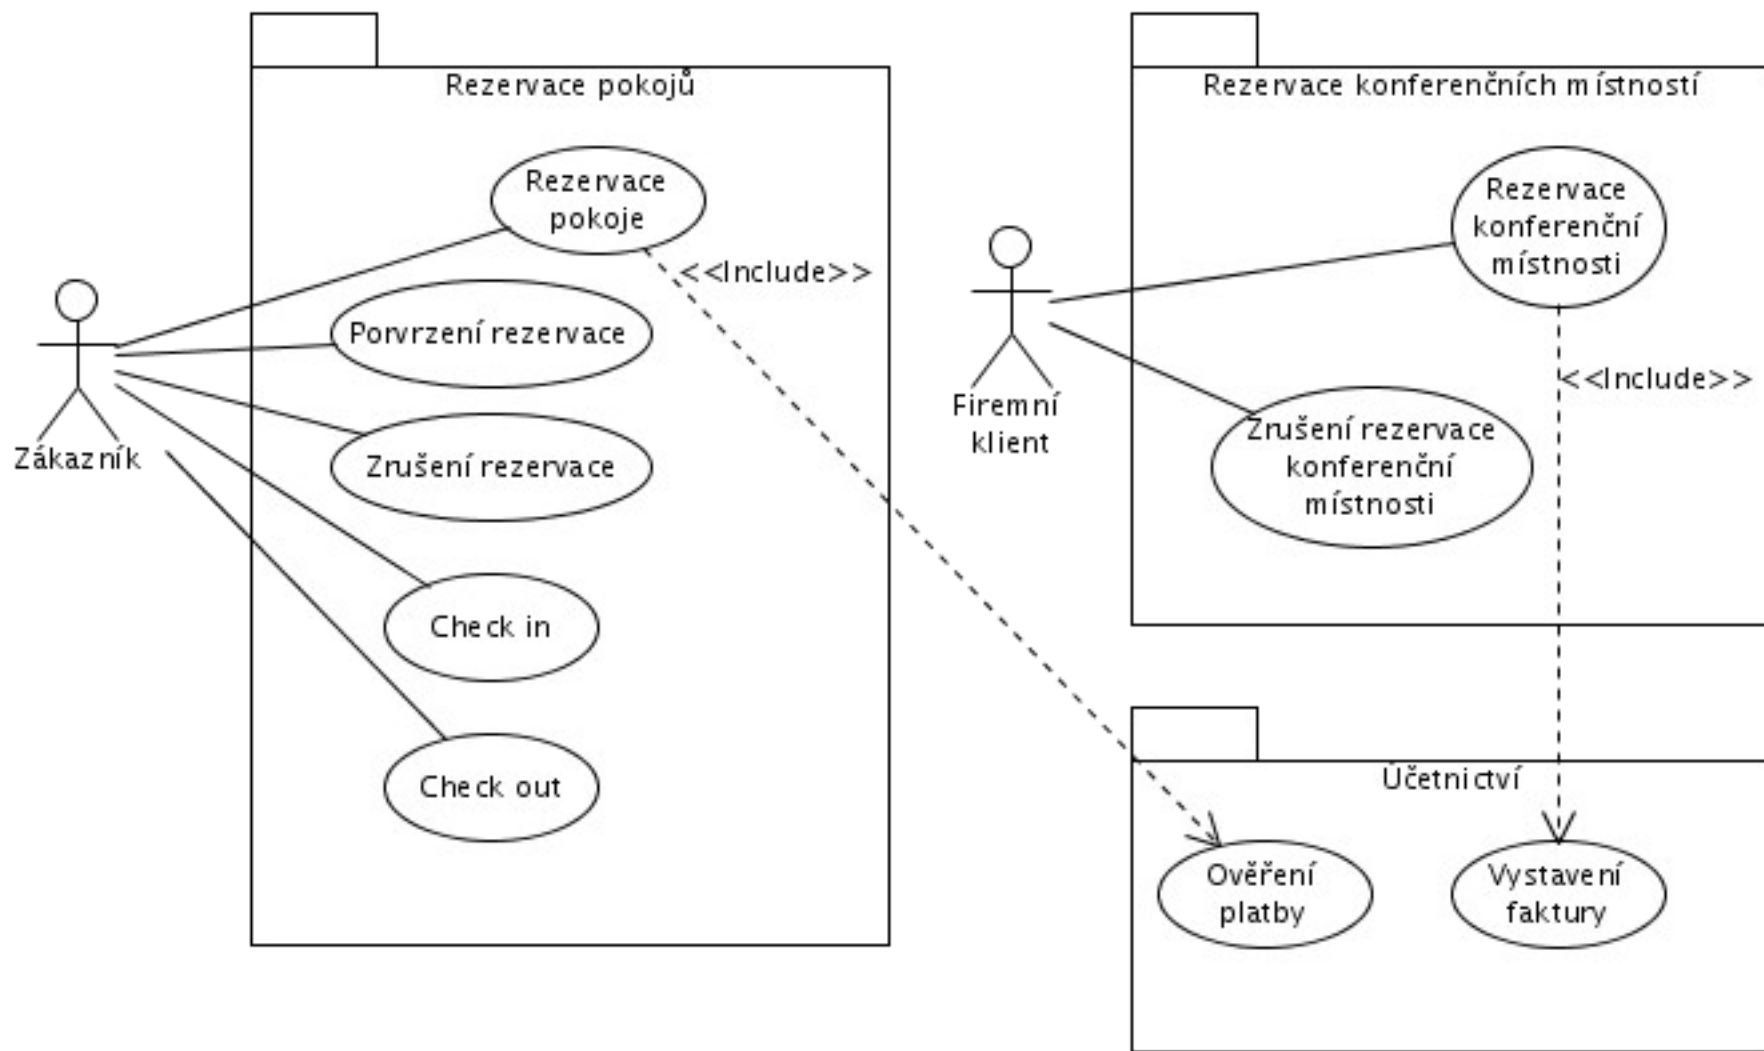 Rezervace pokojů
Rezervace
pokoje
<<Include>>
Porvrzení rezervace
Zrušení rezervace
Check in
Check out
Zákazník
Rezervace konferenčních místností
Rezervace
konferenční
místnosti
<<Include>>
Zrušení rezervace
konferenční
místnosti
Firemní
klient
Účetnictví
Ověření
platby
Vystavení
faktury